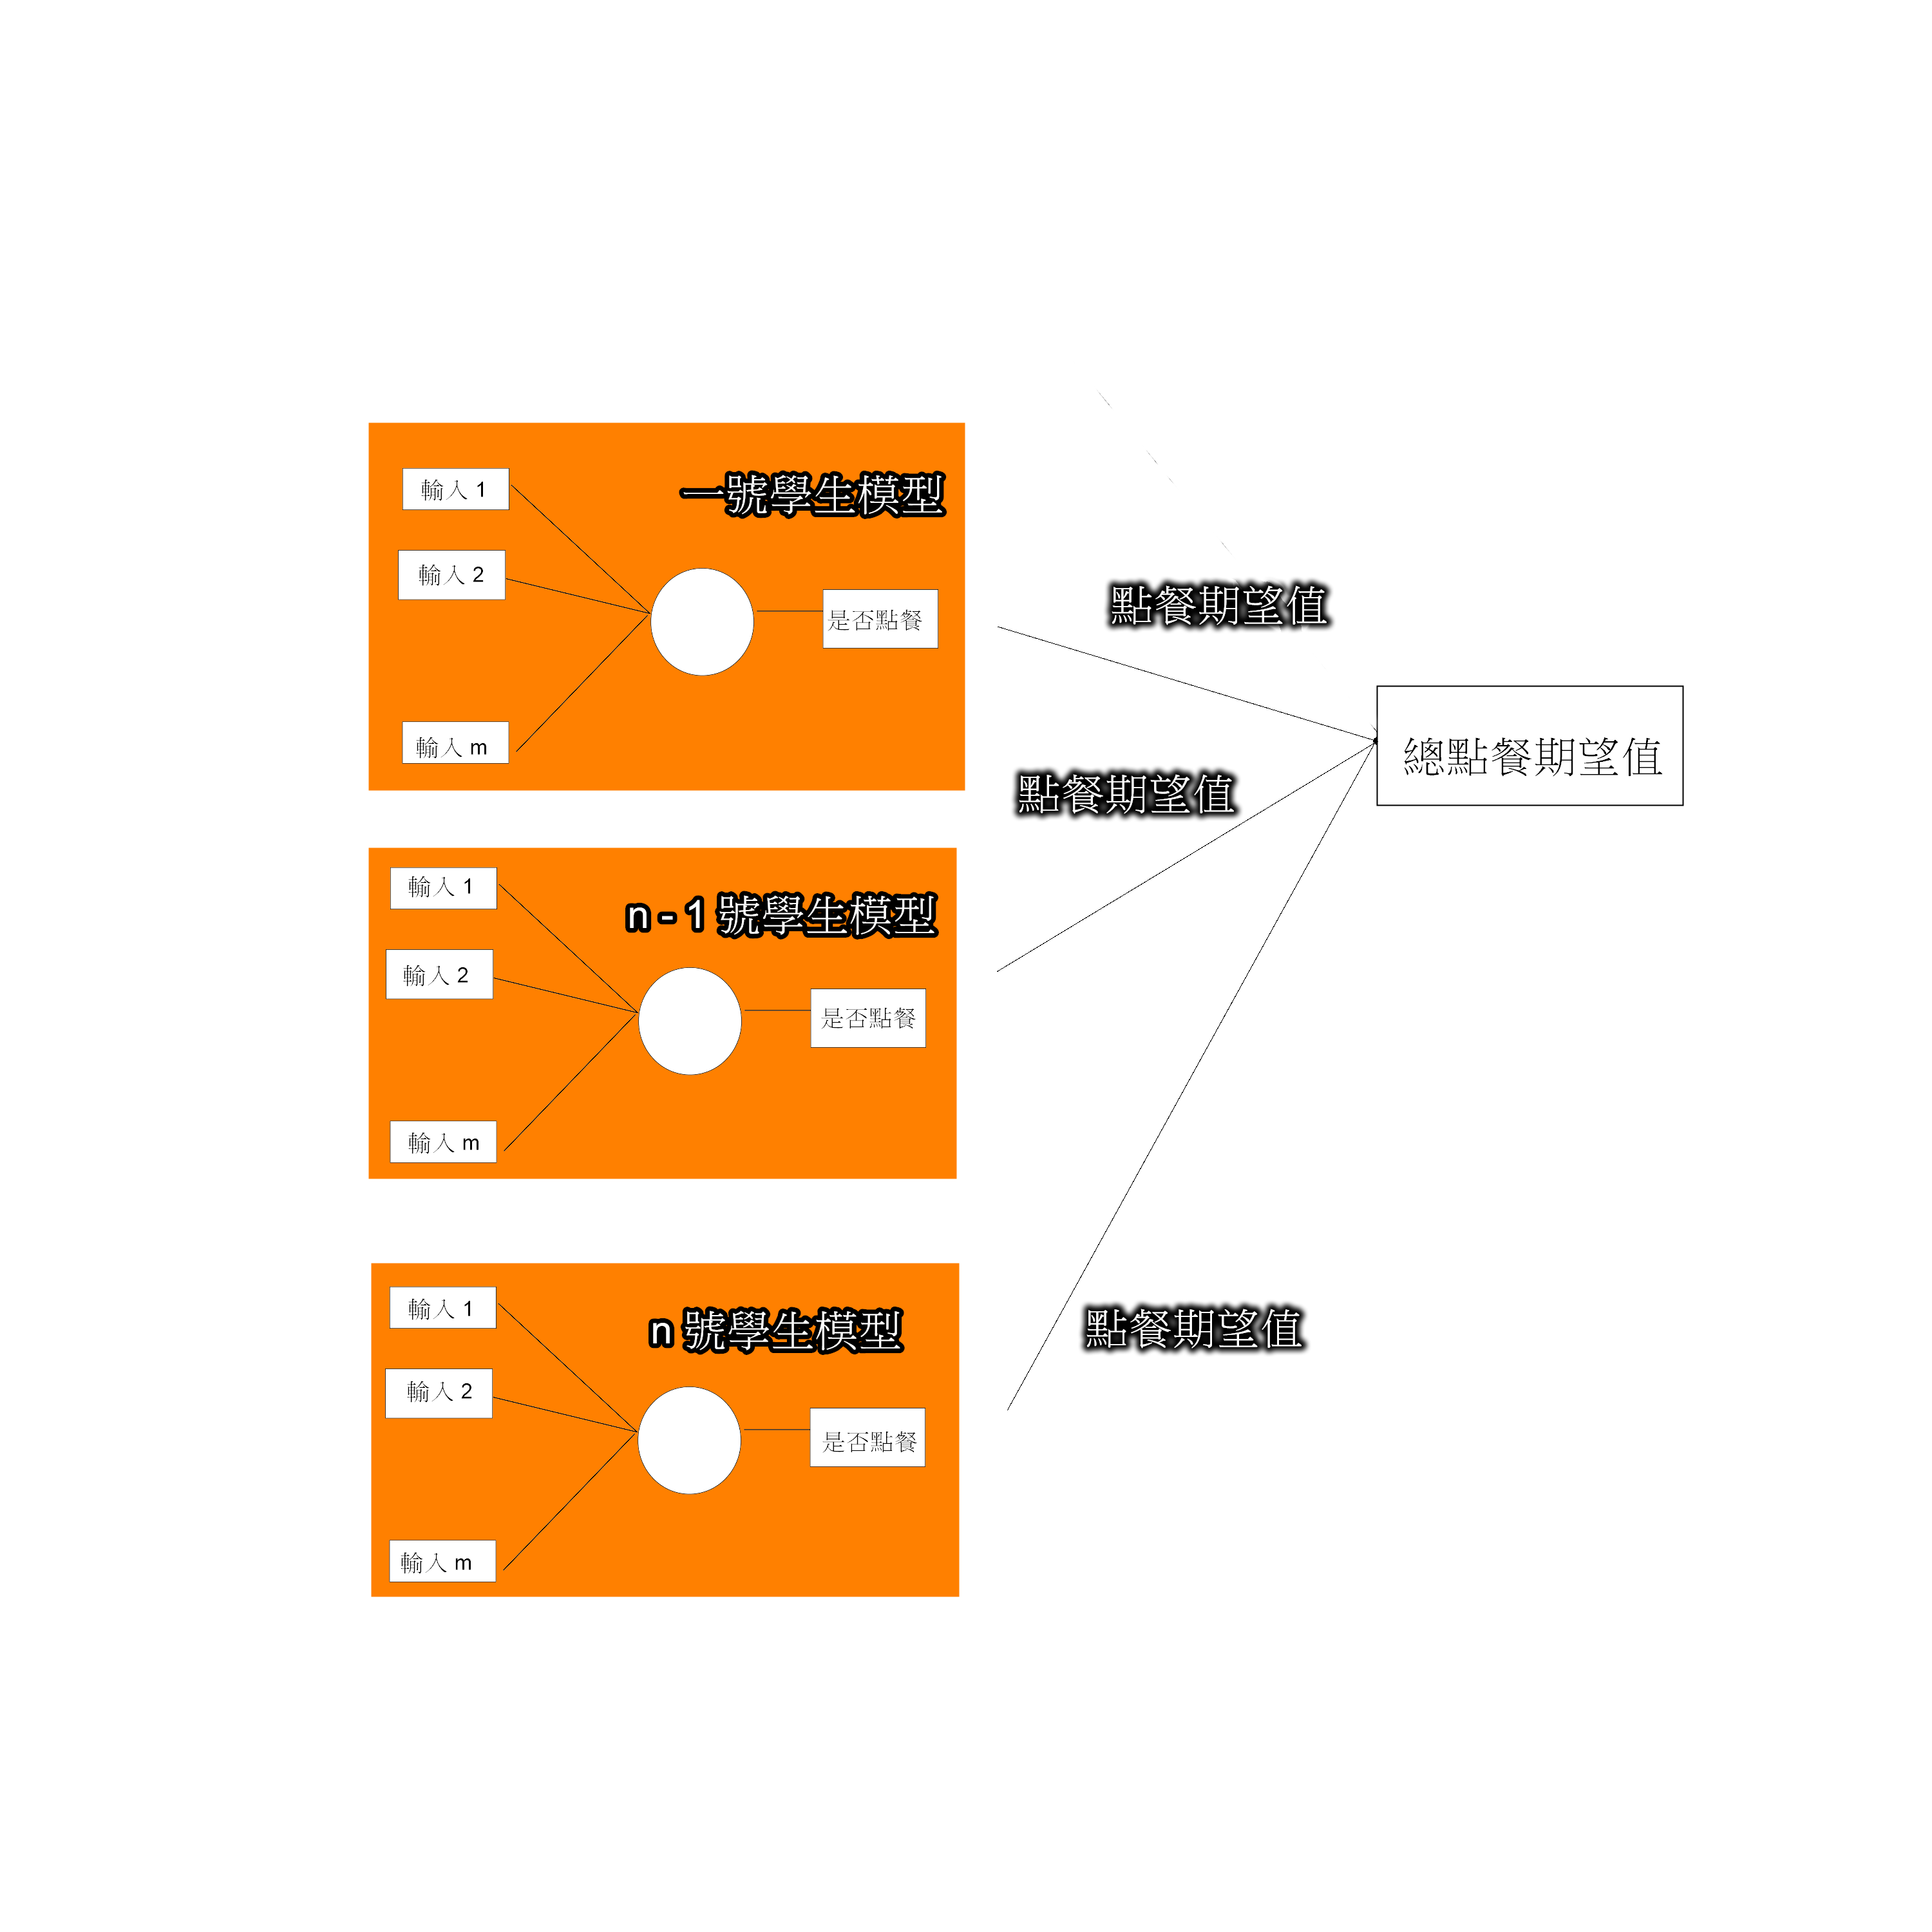 一號學生模型
輸入 1
輸入 2
是否點餐
輸入 m
點餐期望值
總點餐期望值
點餐期望值
n - 1 號學生模型
輸入 1
輸入 2
是否點餐
輸入 m
n 號學生模型
輸入 1
輸入 2
是否點餐
輸入 m
點餐期望值